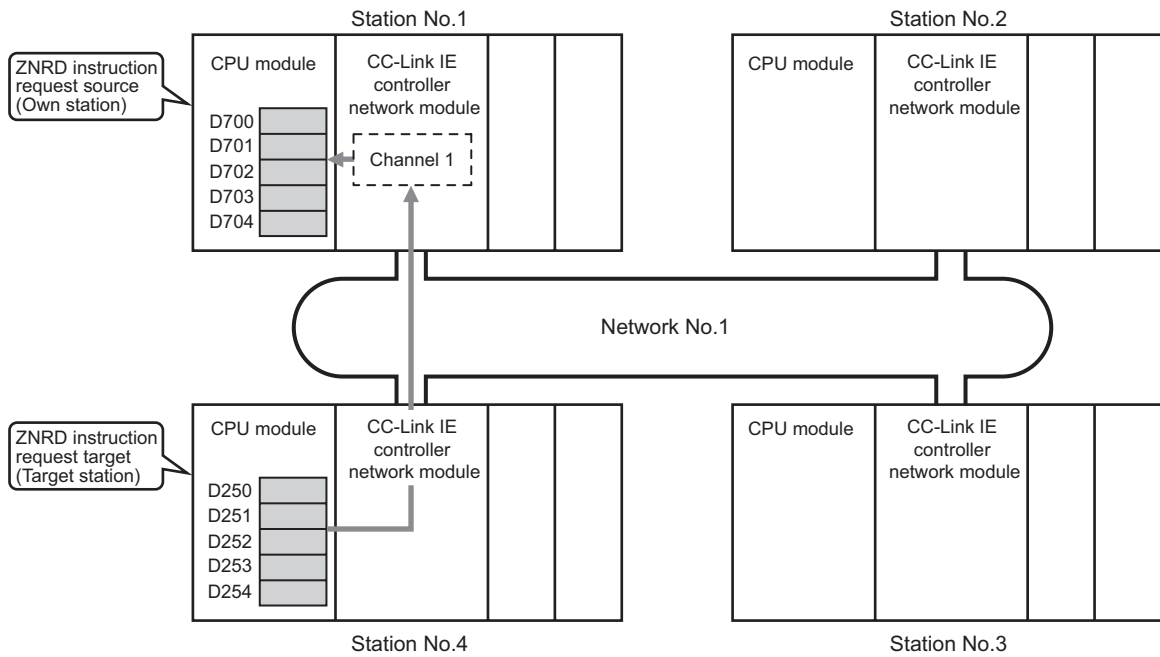 Station No.1
Station No.2
ZNRD instruction
request source
(Own station)
CPU module
CC-Link IE
controller
network module
D700
D701
D702
D703
D704
Channel 1
CPU module
CC-Link IE
controller
network module
Network No.1
ZNRD instruction
request target
(Target station)
CPU module
CC-Link IE
controller
network module
D250
D251
D252
D253
D254
CPU module
CC-Link IE
controller
network module
Station No.4
Station No.3